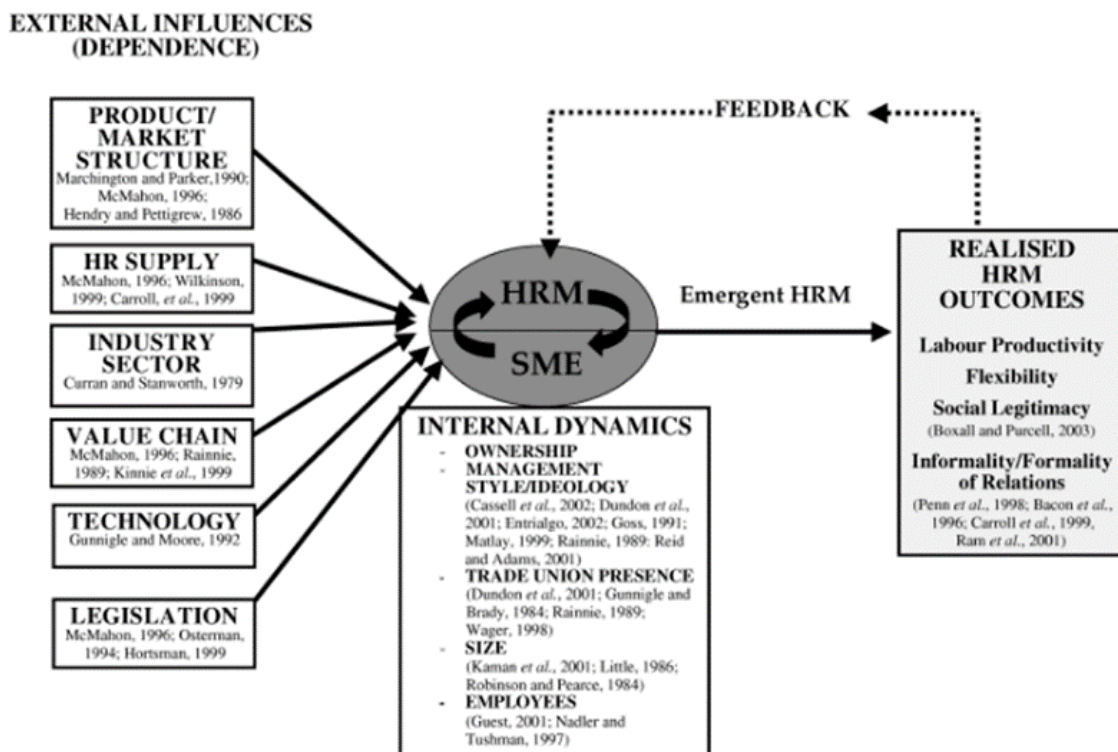 EXTERNAL INFLUENCES
(DEPENDENCE)
PRODUCT/
MARKET
STRUCTURE
Marchington and Parker,1990;
McMahon, 1996;
Hendry and Pettigrew, 1986
HR SUPPLY
McMahon, 1996; Wilkinson,
1999; Carroll, et al., 1999
INDUSTRY
SECTOR
Curran and Stanworth, 1979
VALUE CHAIN
McMahon, 1996; Rainnie,
1989; Kinnie et al., 1999
TECHNOLOGY
Gunnigle and Moore, 1992
LEGISLATION
McMahon, 1996; Osterman,
1994; Hortsman, 1999
FEEDBACK
HRM
SME
Emergent HRM
INTERNAL DYNAMICS
- OWNERSHIP
- MANAGEMENT
STYLE/IDEOLOGY
(Cassell et al., 2002; Dundon et al.,
2001; Entrialgo, 2002; Goss, 1991;
Matlay, 1999; Rainnie, 1989: Reid
and Adams, 2001)
- TRADE UNION PRESENCE
(Dundon et al., 2001; Gunnigle and
Brady, 1984; Rainnie, 1989;
Wager, 1998)
- SIZE
(Kaman et al., 2001; Little, 1986;
Robinson and Pearce, 1984)
- EMPLOYEES
(Guest, 2001; Nadler and
Tushman, 1997)
REALISED
HRM
OUTCOMES
Labour Productivity
Flexibility
Social Legitimacy
(Boxall and Purcell, 2003)
Informality/Formality
of Relations
(Penn et al., 1998; Bacon et al.,
1996; Carroll et al., 1999,
Ram et al., 2001)